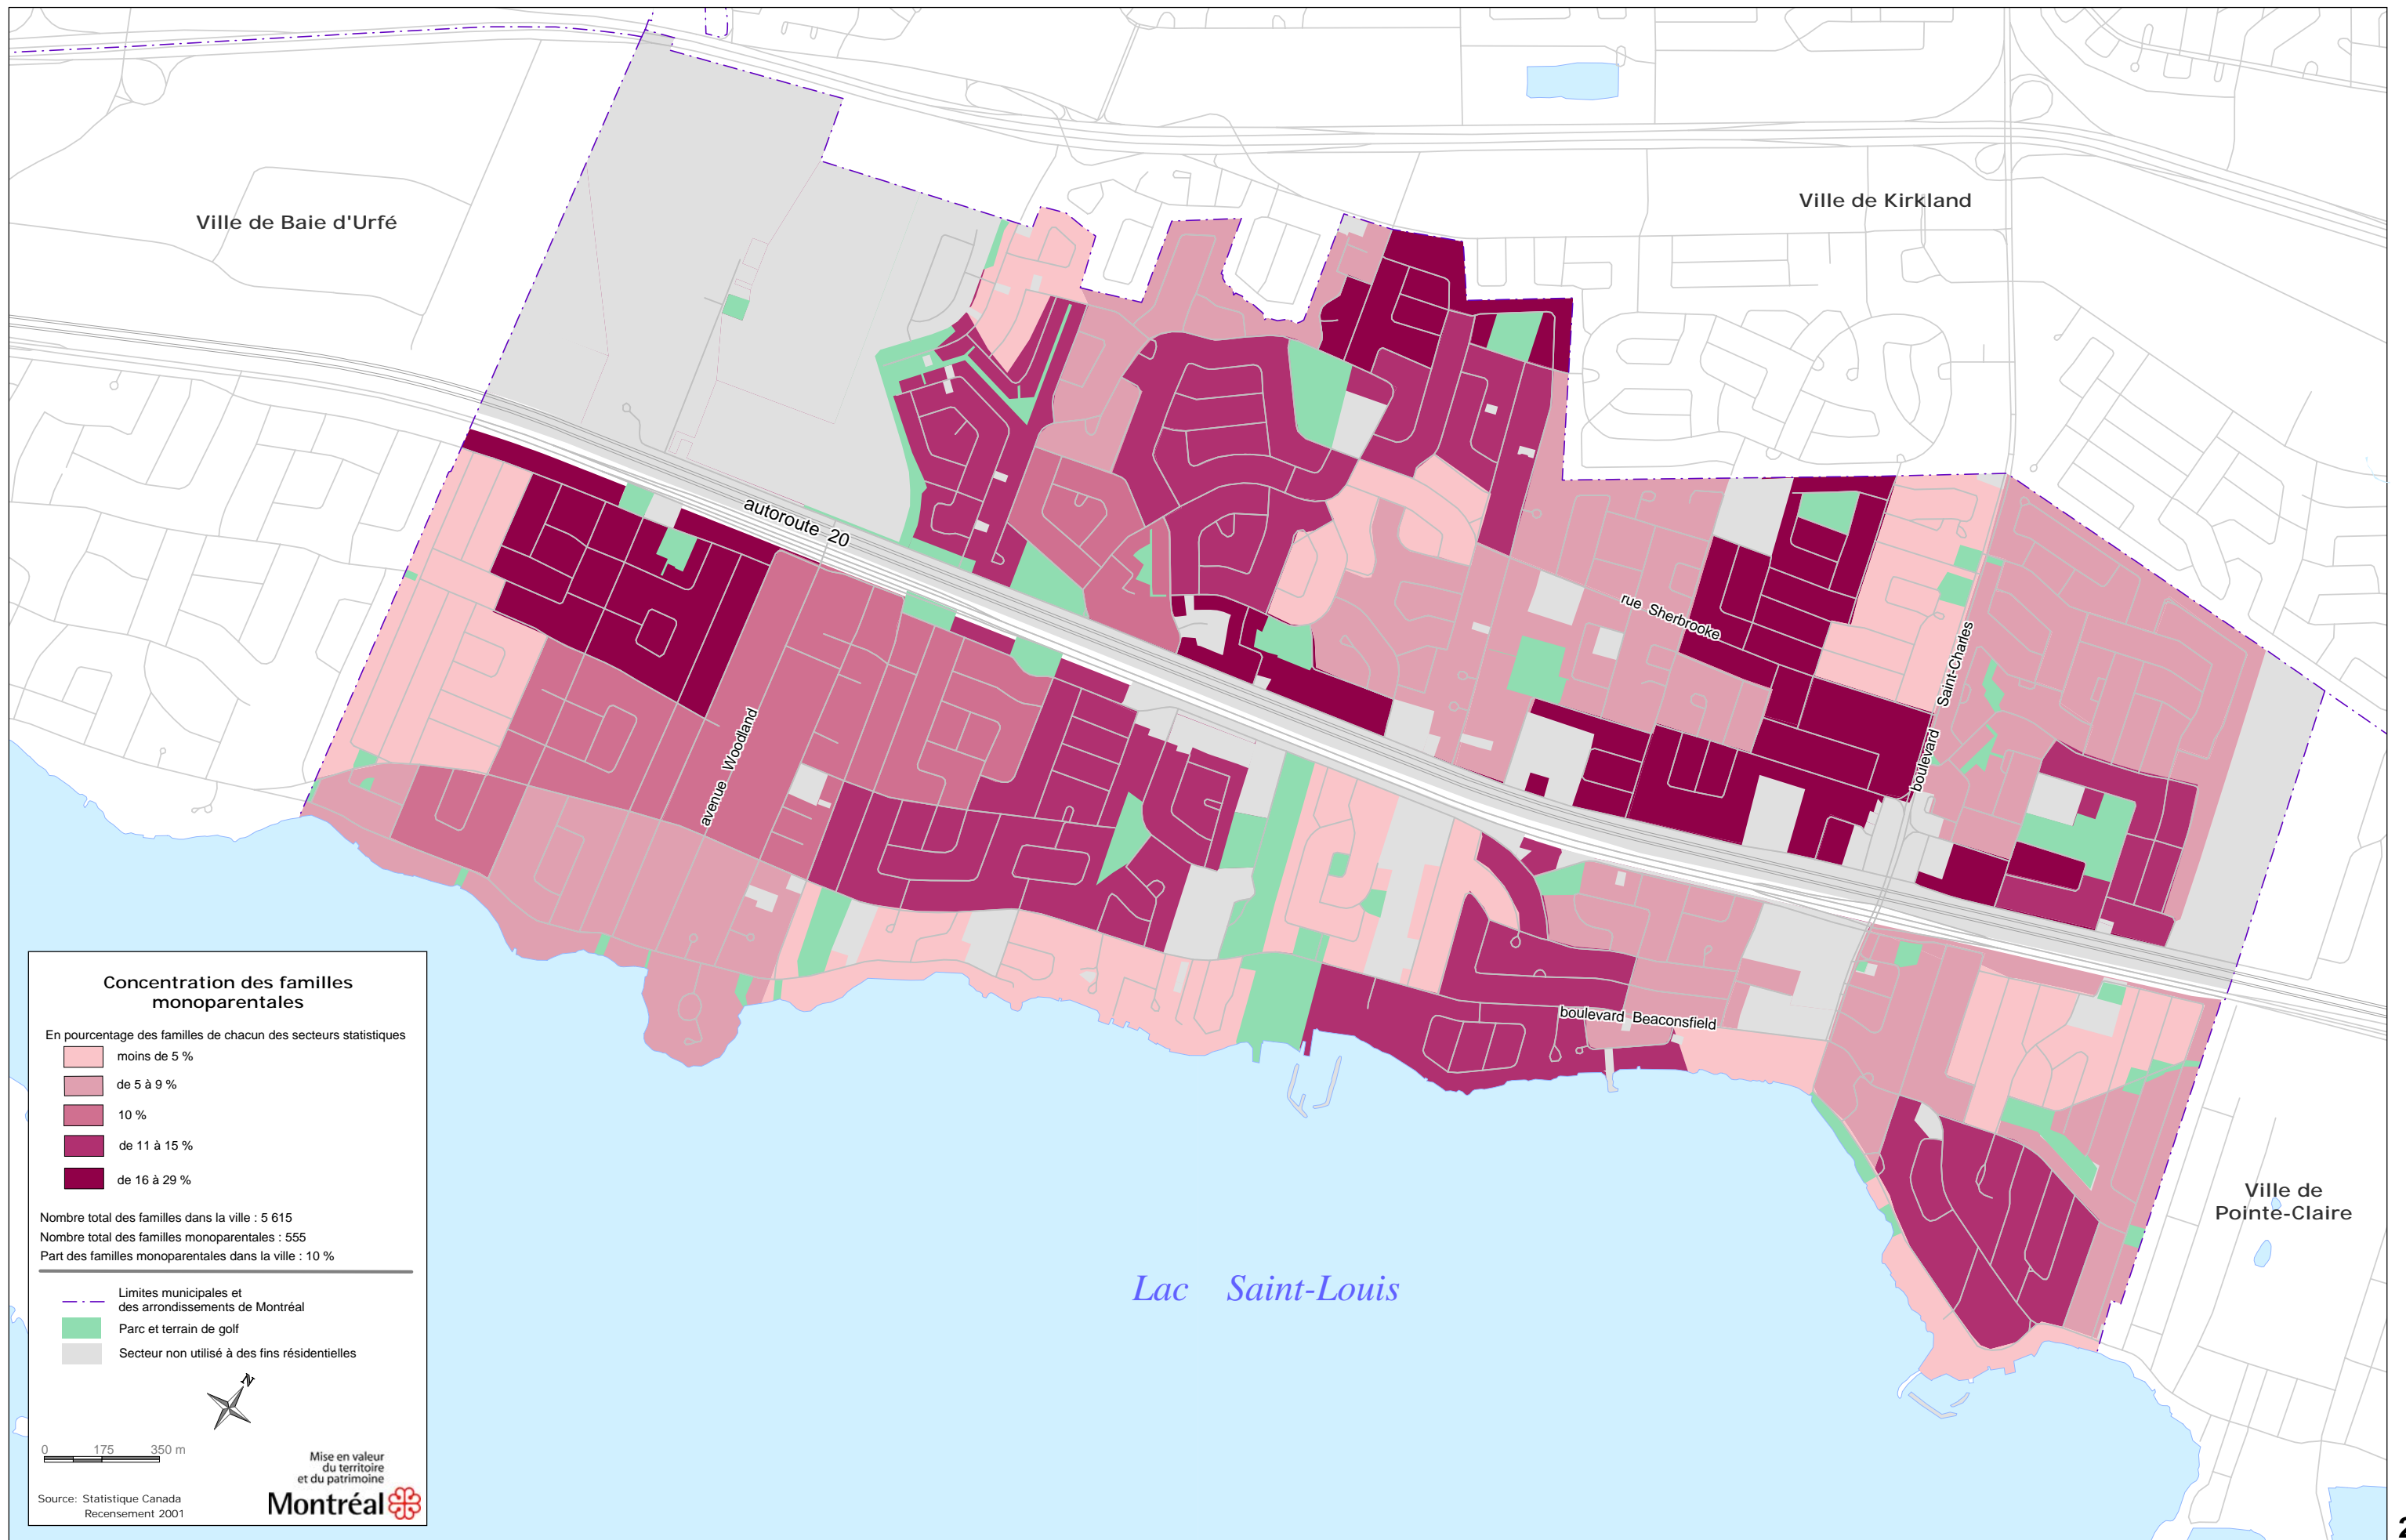 Ville de Kirkland
Ville de Baie d'Urfé
autoroute 20
rue Sherbrooke
boulevard Saint-Charles
avenue Woodland
boulevard Beaconsfield
Ville de
Pointe-Claire
Lac Saint-Louis
Concentration des familles
monoparentales
En pourcentage des familles de chacun des secteurs statistiques
moins de 5 %
de 5 à 9 %
10 %
de 11 à 15 %
de 16 à 29 %
Nombre total des familles dans la ville : 5 615
Nombre total des familles monoparentales : 555
Part des familles monoparentales dans la ville : 10 %
Limites municipales et
des arrondissements de Montréal
Parc et terrain de golf
Secteur non utilisé à des fins résidentielles
N
0 175 350 m
Mise en valeur
du territoire
et du patrimoine
Montréal
Source: Statistique Canada
Recensement 2001